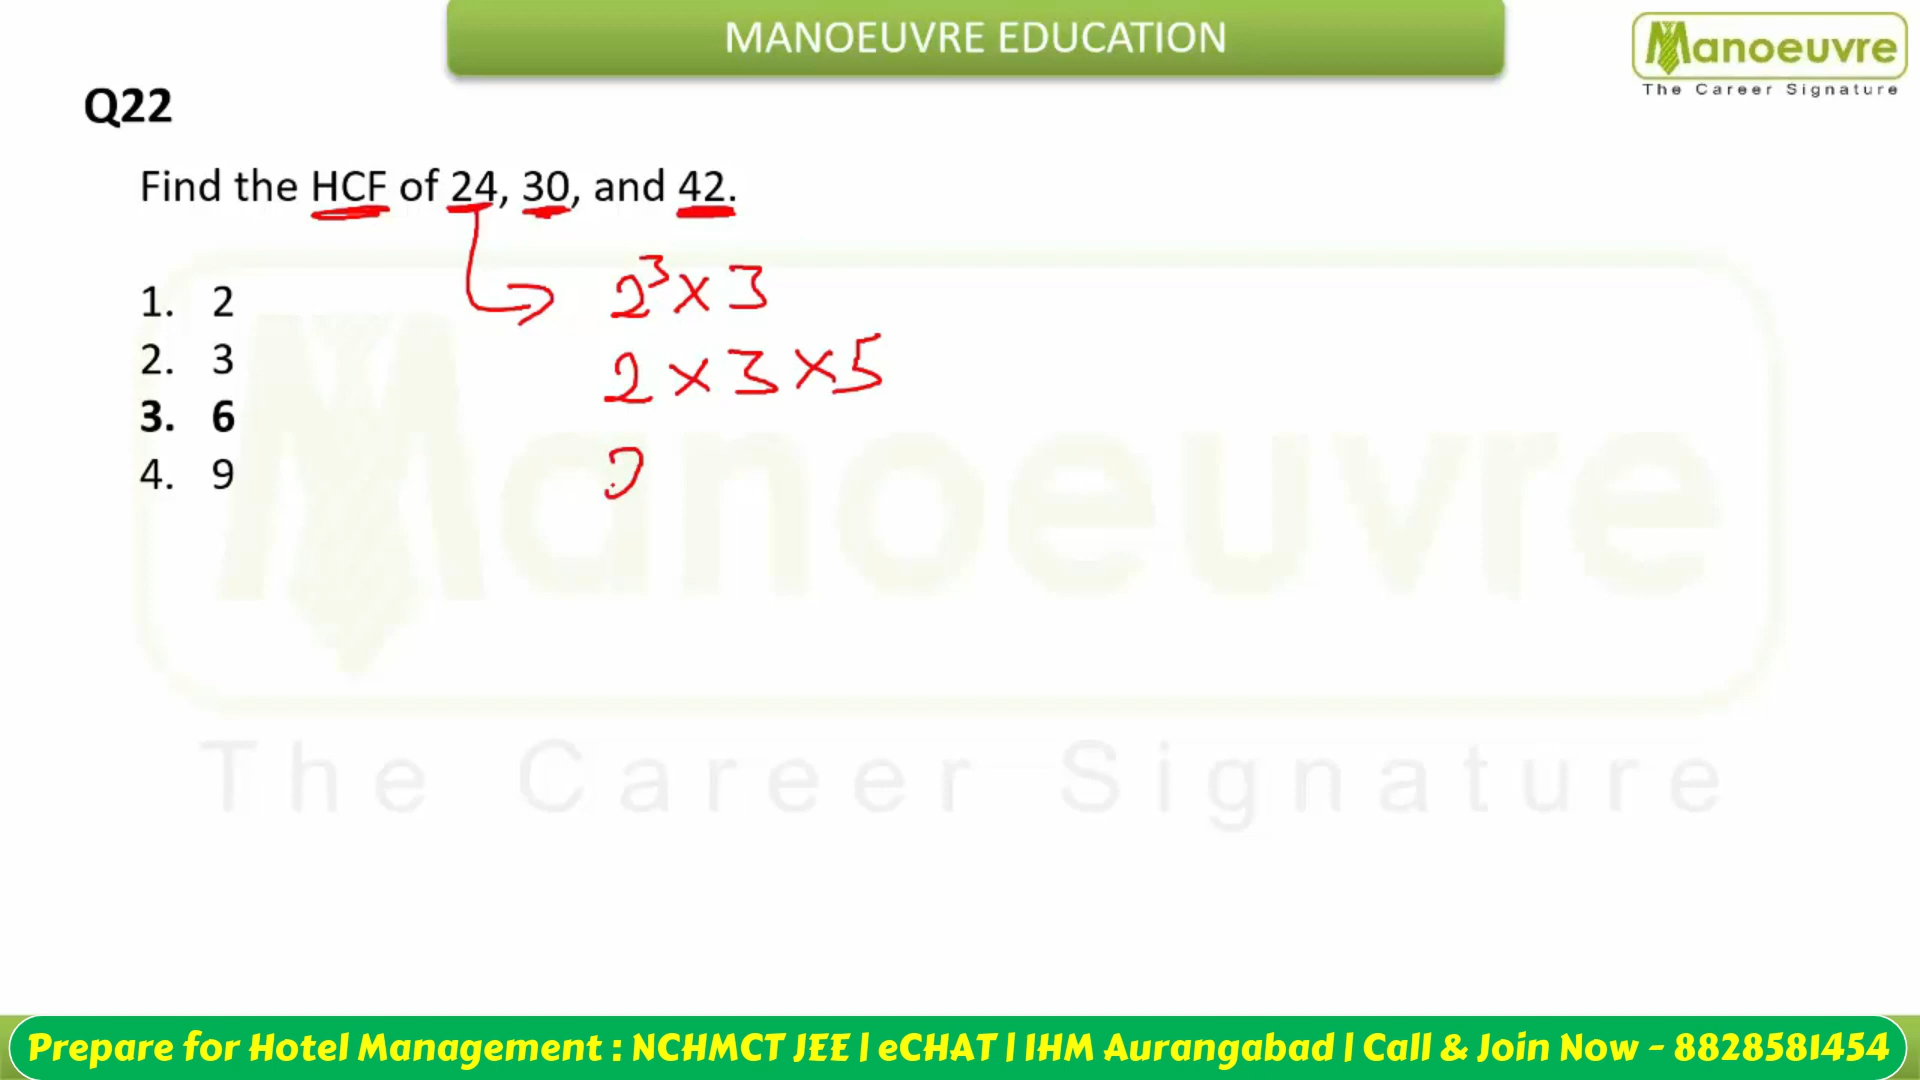 MANOEUVRE EDUCATION
Manoeuvre
The Career Signature
Q22
Find the HCF of 24, 30, and 42.
2³ × 3
1. 2
2 × 3 × 5
2. 3
3. 6
2
4. 9
Manoeuvre
The Career Signature
Prepare for Hotel Management : NCHMCT JEE | eCHAT | IHM Aurangabad | Call & Join Now - 8828581454